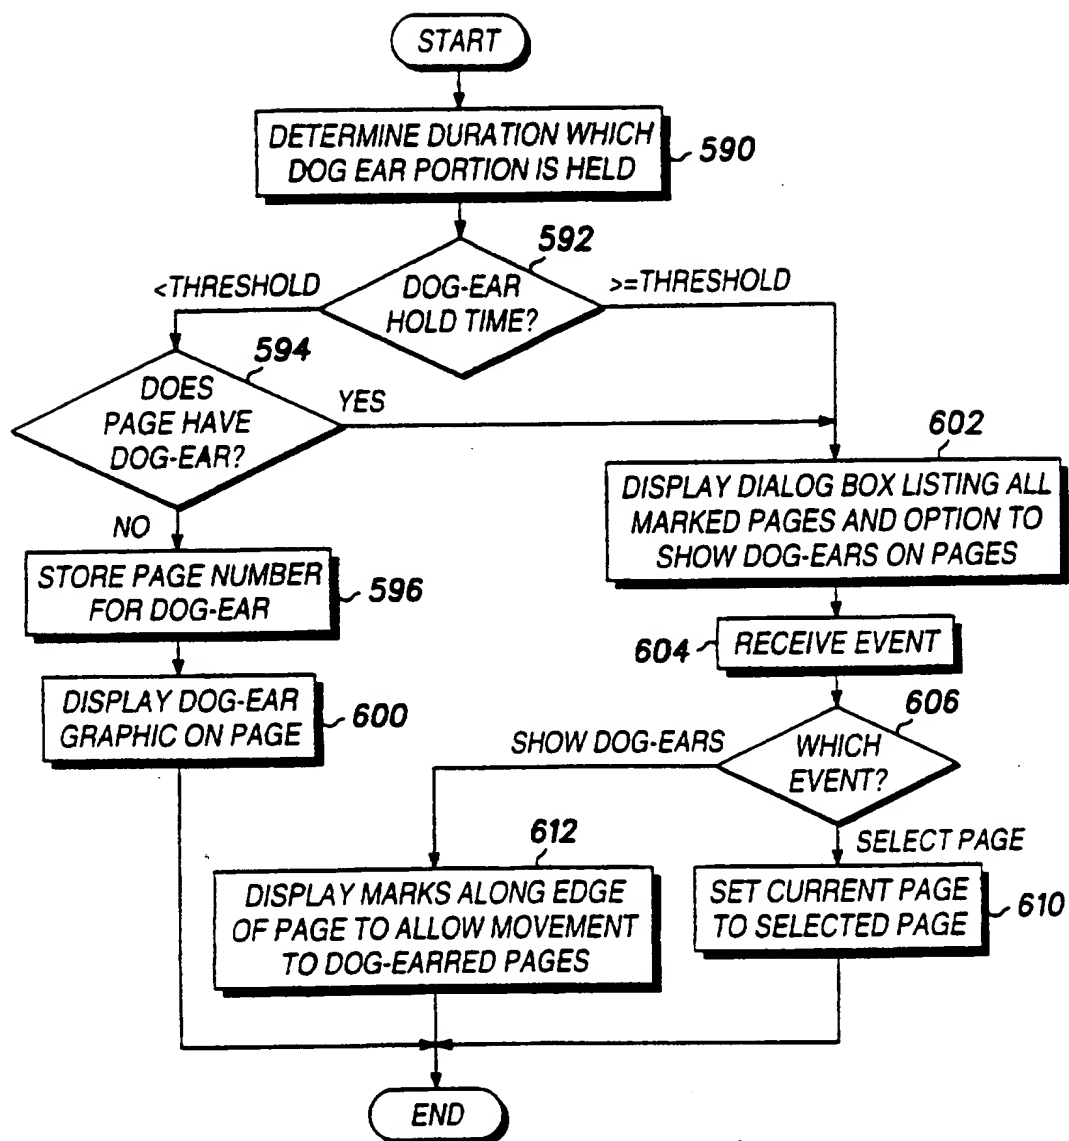 START
DETERMINE DURATION WHICH
DOG EAR PORTION IS HELD
590
592
<THRESHOLD
DOG-EAR
HOLD TIME?
>=THRESHOLD
594
DOES
PAGE HAVE
DOG-EAR?
YES
NO
602
DISPLAY DIALOG BOX LISTING ALL
MARKED PAGES AND OPTION TO
SHOW DOG-EARS ON PAGES
STORE PAGE NUMBER
FOR DOG-EAR
596
604
RECEIVE EVENT
DISPLAY DOG-EAR
GRAPHIC ON PAGE
600
606
SHOW DOG-EARS
WHICH
EVENT?
SELECT PAGE
612
DISPLAY MARKS ALONG EDGE
OF PAGE TO ALLOW MOVEMENT
TO DOG-EARRED PAGES
SET CURRENT PAGE
TO SELECTED PAGE
610
END